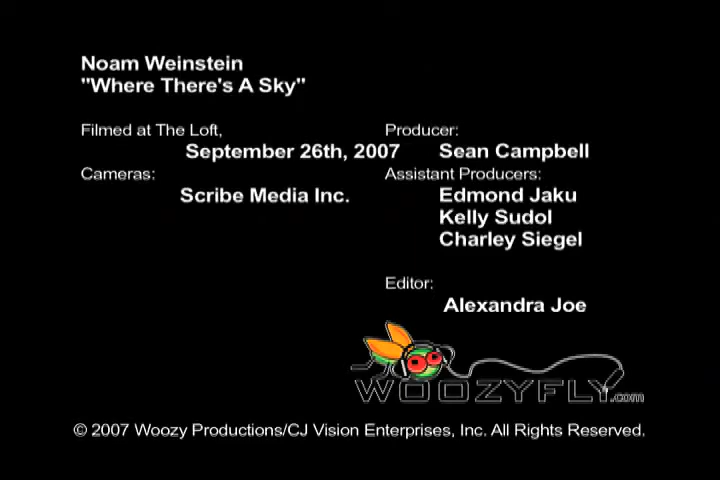 Noam Weinstein
"Where There's A Sky"
Filmed at The Loft,
September 26th, 2007
Cameras:
Scribe Media Inc.
Producer:
Sean Campbell
Assistant Producers:
Edmond Jaku
Kelly Sudol
Charley Siegel
Editor:
Alexandra Joe
WOOZYFLY.com
© 2007 Woozy Productions/CJ Vision Enterprises, Inc. All Rights Reserved.